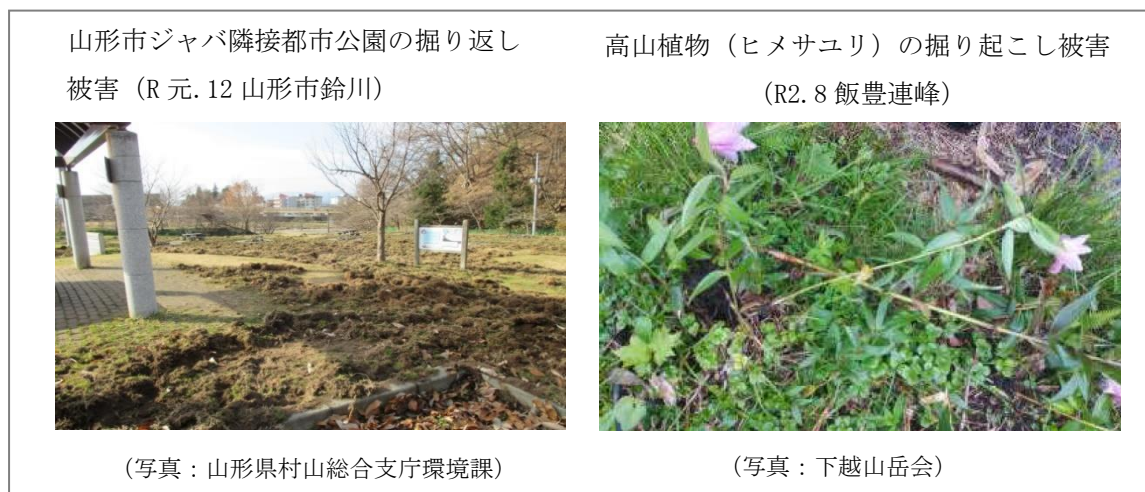 山形市ジャバ隣接都市公園の掘り返し
被害（R 元.12 山形市鈴川）
（写真：山形県村山総合支庁環境課）
高山植物（ヒメサユリ）の掘り起こし被害
（R2.8 飯豊連峰）
（写真：下越山岳会）